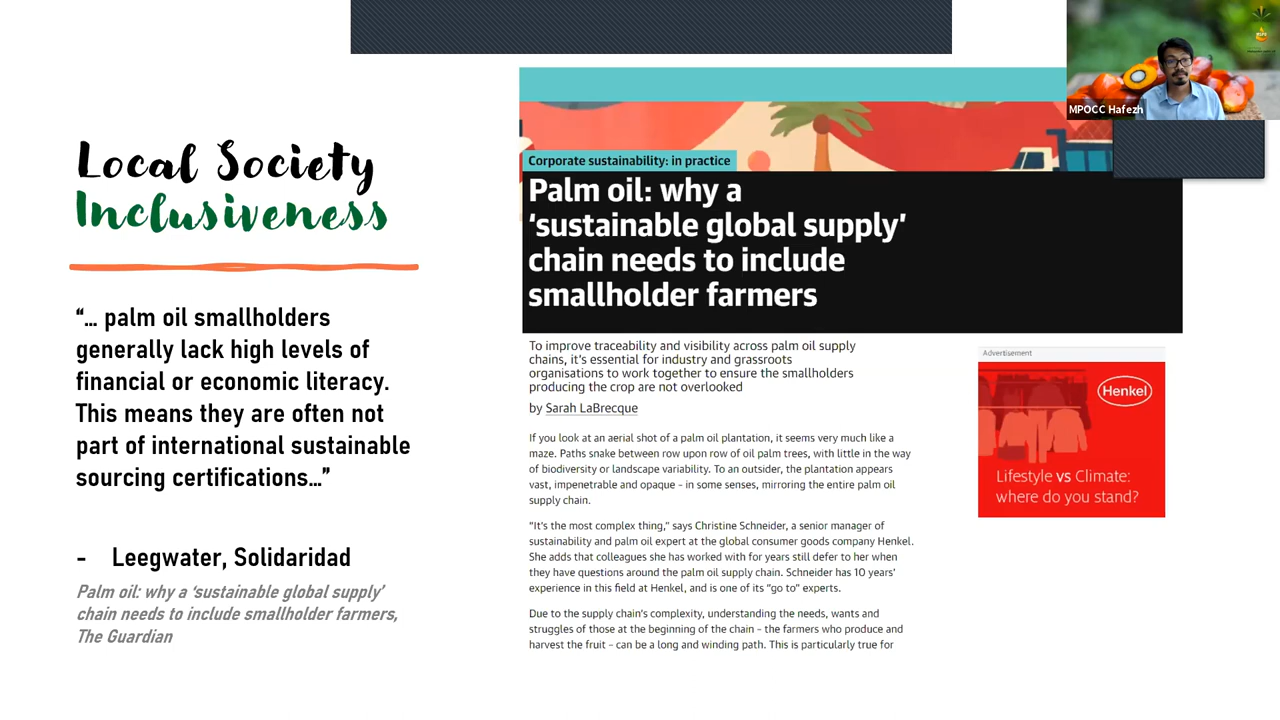 Local Society
Inclusiveness
“... palm oil smallholders
generally lack high levels of
financial or economic literacy.
This means they are often not
part of international sustainable
sourcing certifications...”
- Leegwater, Solidaridad
Palm oil: why a ‘sustainable global supply’
chain needs to include smallholder farmers,
The Guardian
Corporate sustainability: in practice
Palm oil: why a
‘sustainable global supply’
chain needs to include
smallholder farmers
To improve traceability and visibility across palm oil supply
chains, it’s essential for industry and grassroots
organisations to work together to ensure the smallholders
producing the crop are not overlooked
by Sarah LaBrecque
If you look at an aerial shot of a palm oil plantation, it seems very much like a
maze. Paths snake between row upon row of oil palm trees, with little in the way
of biodiversity or landscape variability. To an outsider, the plantation appears
vast, impenetrable and opaque – in some senses, mirroring the entire palm oil
supply chain.
“It’s the most complex thing,” says Christine Schneider, a senior manager of
sustainability and palm oil expert at the global consumer goods company Henkel.
She adds that colleagues she has worked with for years still defer to her when
they have questions around the palm oil supply chain. Schneider has 10 years’
experience in this field at Henkel, and is one of its “go to” experts.
Due to the supply chain’s complexity, understanding the needs, wants and
struggles of those at the beginning of the chain – the farmers who produce and
harvest the fruit – can be a long and winding path. This is particularly true for
Advertisement
Henkel
Lifestyle vs Climate:
where do you stand?
MPOCC Hafezh